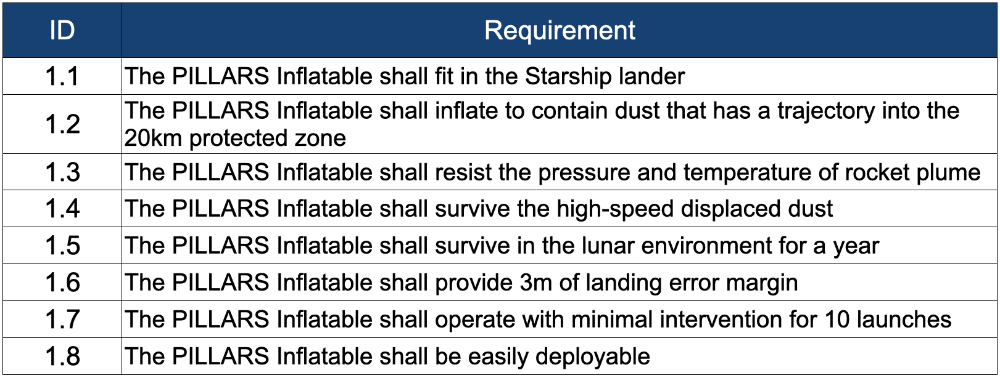 ID Requirement
1.1 The PILLARS Inflatable shall fit in the Starship lander
1.2 The PILLARS Inflatable shall inflate to contain dust that has a trajectory into the
20km protected zone
1.3 The PILLARS Inflatable shall resist the pressure and temperature of rocket plume
1.4 The PILLARS Inflatable shall survive the high-speed displaced dust
1.5 The PILLARS Inflatable shall survive in the lunar environment for a year
1.6 The PILLARS Inflatable shall provide 3m of landing error margin
1.7 The PILLARS Inflatable shall operate with minimal intervention for 10 launches
1.8 The PILLARS Inflatable shall be easily deployable